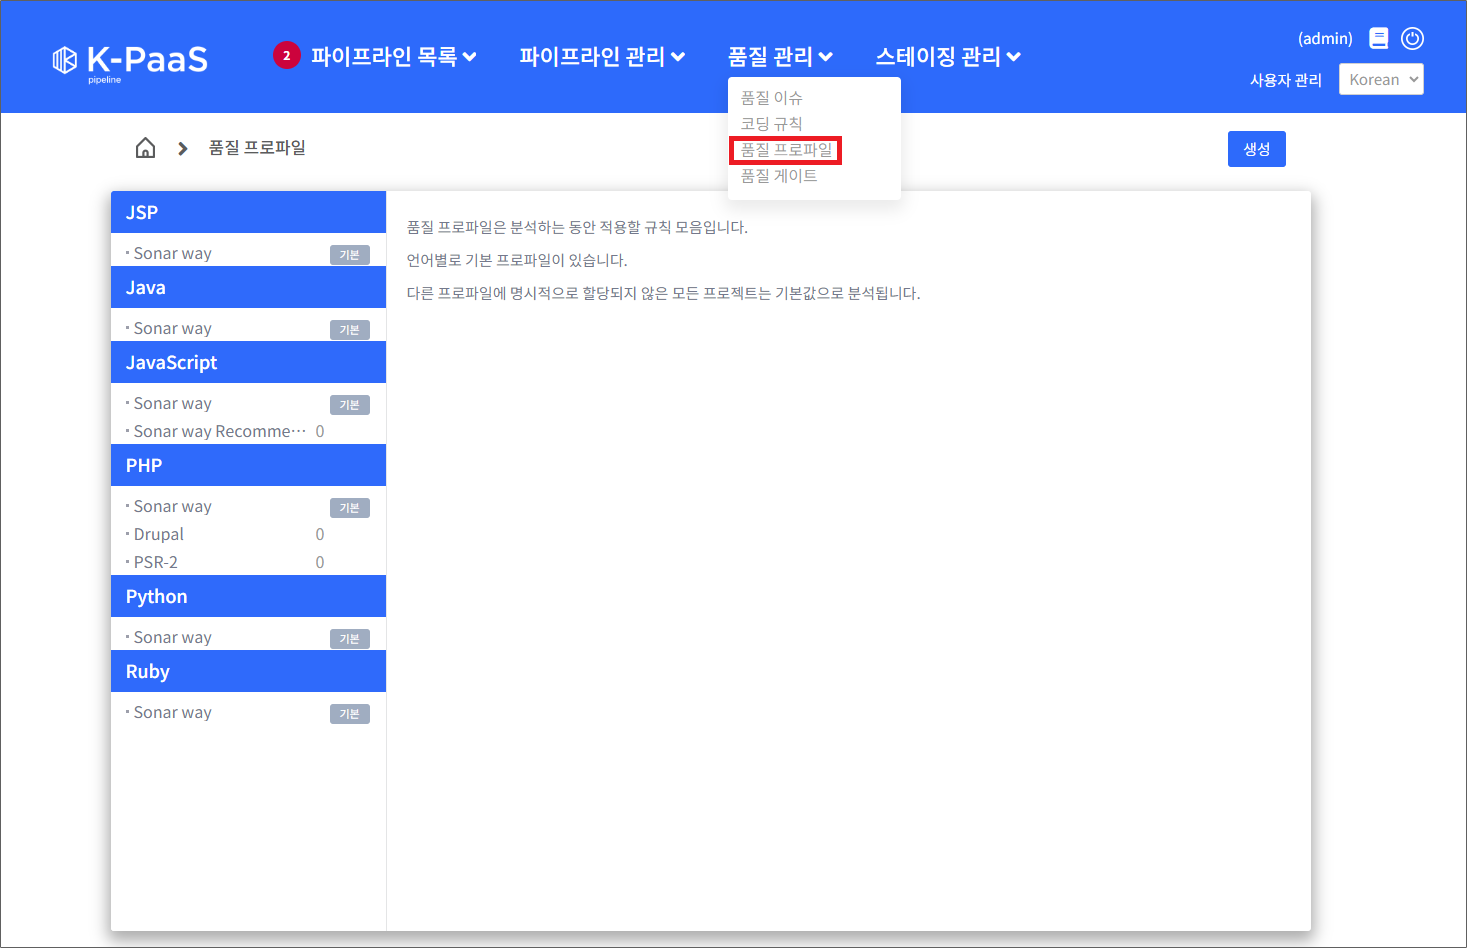 K-PaaS
pipeline
2 파이프라인 목록
파이프라인 관리
품질 관리
스테이징 관리
(admin)
사용자 관리
Korean
품질 이슈
코딩 규칙
품질 프로파일
품질 게이트
품질 프로파일
생성
JSP
· Sonar way 기본
Java
· Sonar way 기본
JavaScript
· Sonar way 기본
· Sonar way Recomme… 0
PHP
· Sonar way 기본
· Drupal 0
· PSR-2 0
Python
· Sonar way 기본
Ruby
· Sonar way 기본
품질 프로파일은 분석하는 동안 적용할 규칙 모음입니다.
언어별로 기본 프로파일이 있습니다.
다른 프로파일에 명시적으로 할당되지 않은 모든 프로젝트는 기본값으로 분석됩니다.